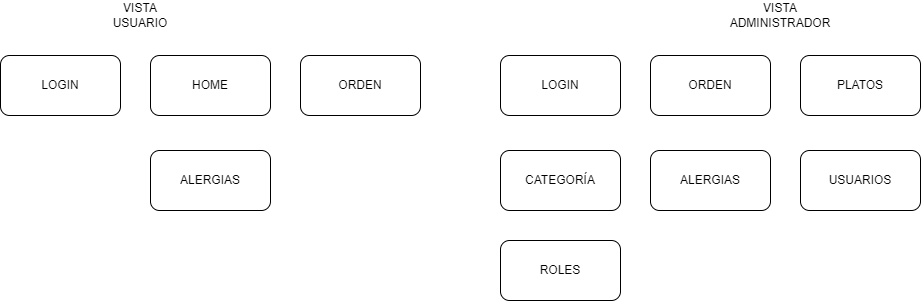 VISTA
USUARIO
LOGIN
HOME
ORDEN
ALERGIAS
VISTA
ADMINISTRADOR
LOGIN
ORDEN
PLATOS
CATEGORÍA
ALERGIAS
USUARIOS
ROLES